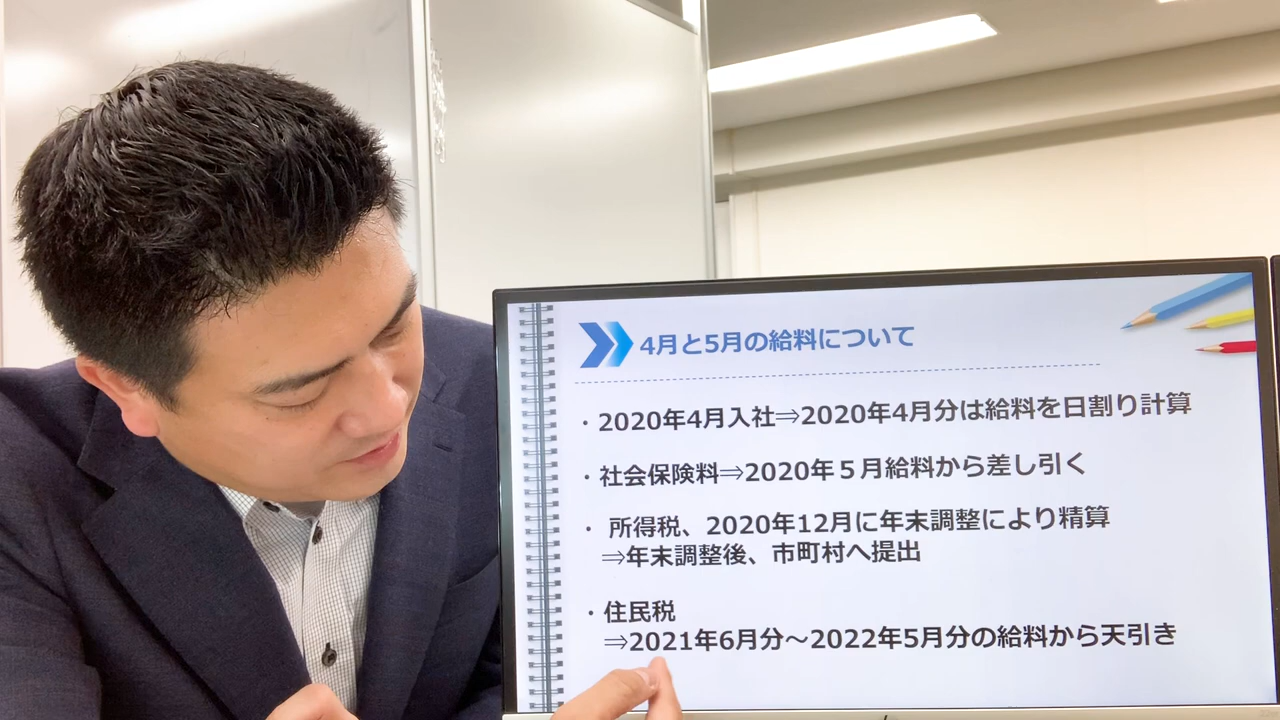 4月と5月の給料について
・2020年4月入社⇒2020年4月分は給料を日割り計算
・社会保険料⇒2020年５月給料から差し引く
・ 所得税、2020年12月に年末調整により精算
⇒年末調整後、市町村へ提出
・住民税
⇒2021年6月分～2022年5月分の給料から天引き